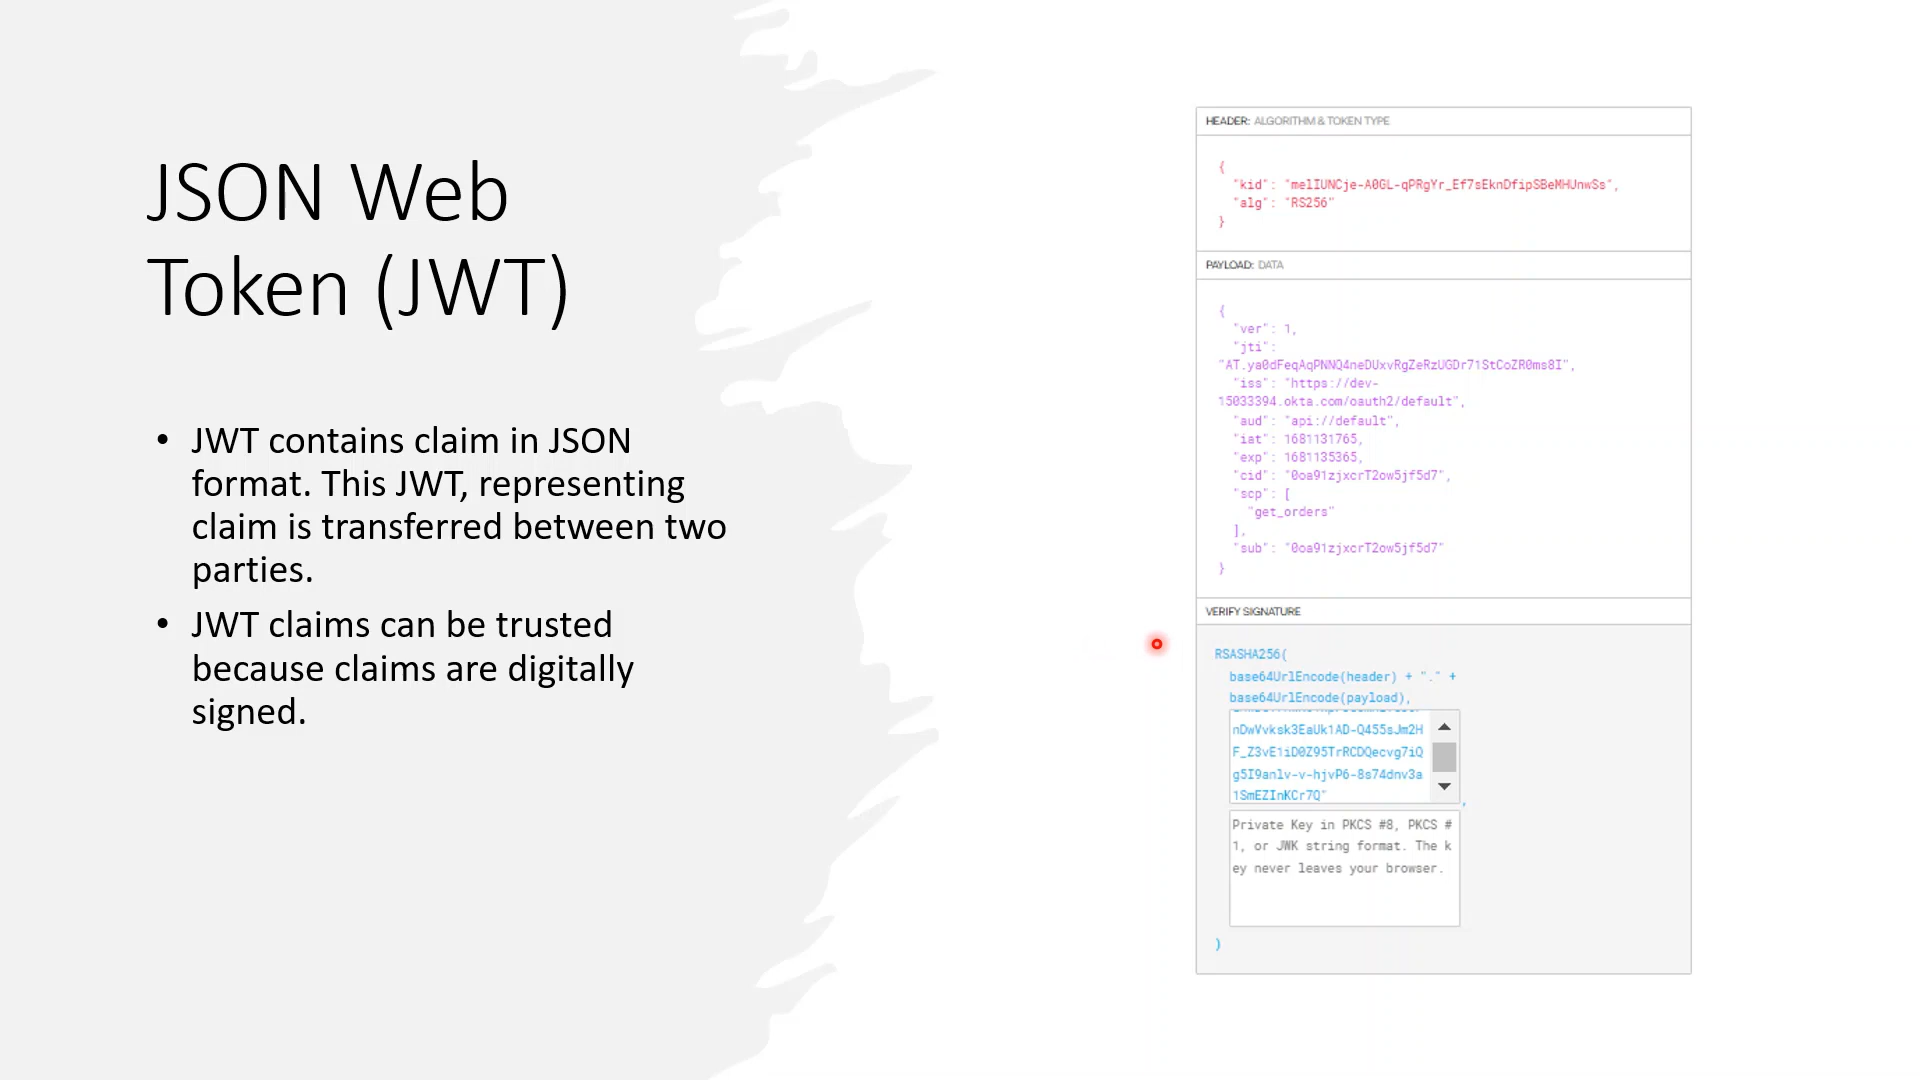 JSON Web
Token (JWT)
• JWT contains claim in JSON
format. This JWT, representing
claim is transferred between two
parties.
• JWT claims can be trusted
because claims are digitally
signed.
HEADER: ALGORITHM & TOKEN TYPE
{
"kid": "melIUNCje-A0GL-qPRgYr_Ef7sEknDfipSBeMHUnwSs",
"alg": "RS256"
}
PAYLOAD: DATA
{
"ver": 1,
"jti":
"AT.ya0dFeqAqPNNQ4neDUxvRgZeRzUGDr71StCoZR0ms8I",
"iss": "https://dev-
15033394.okta.com/oauth2/default",
"aud": "api://default",
"iat": 1681131765,
"exp": 1681135365,
"cid": "0oa91zjxcrT2ow5jf5d7",
"scp": [
"get_orders"
],
"sub": "0oa91zjxcrT2ow5jf5d7"
}
VERIFY SIGNATURE
RSASHA256(
base64UrlEncode(header) + "." +
base64UrlEncode(payload),
nDwVvksk3EaUk1AD-Q455sJm2H
F_Z3vE1iD0Z95TrRCDQecvg7iQ
g5I9anlv-v-hjvP6-8s74dnv3a
1SmEZInKCr7Q"
,
Private Key in PKCS #8, PKCS #
1, or JWK string format. The k
ey never leaves your browser.
)